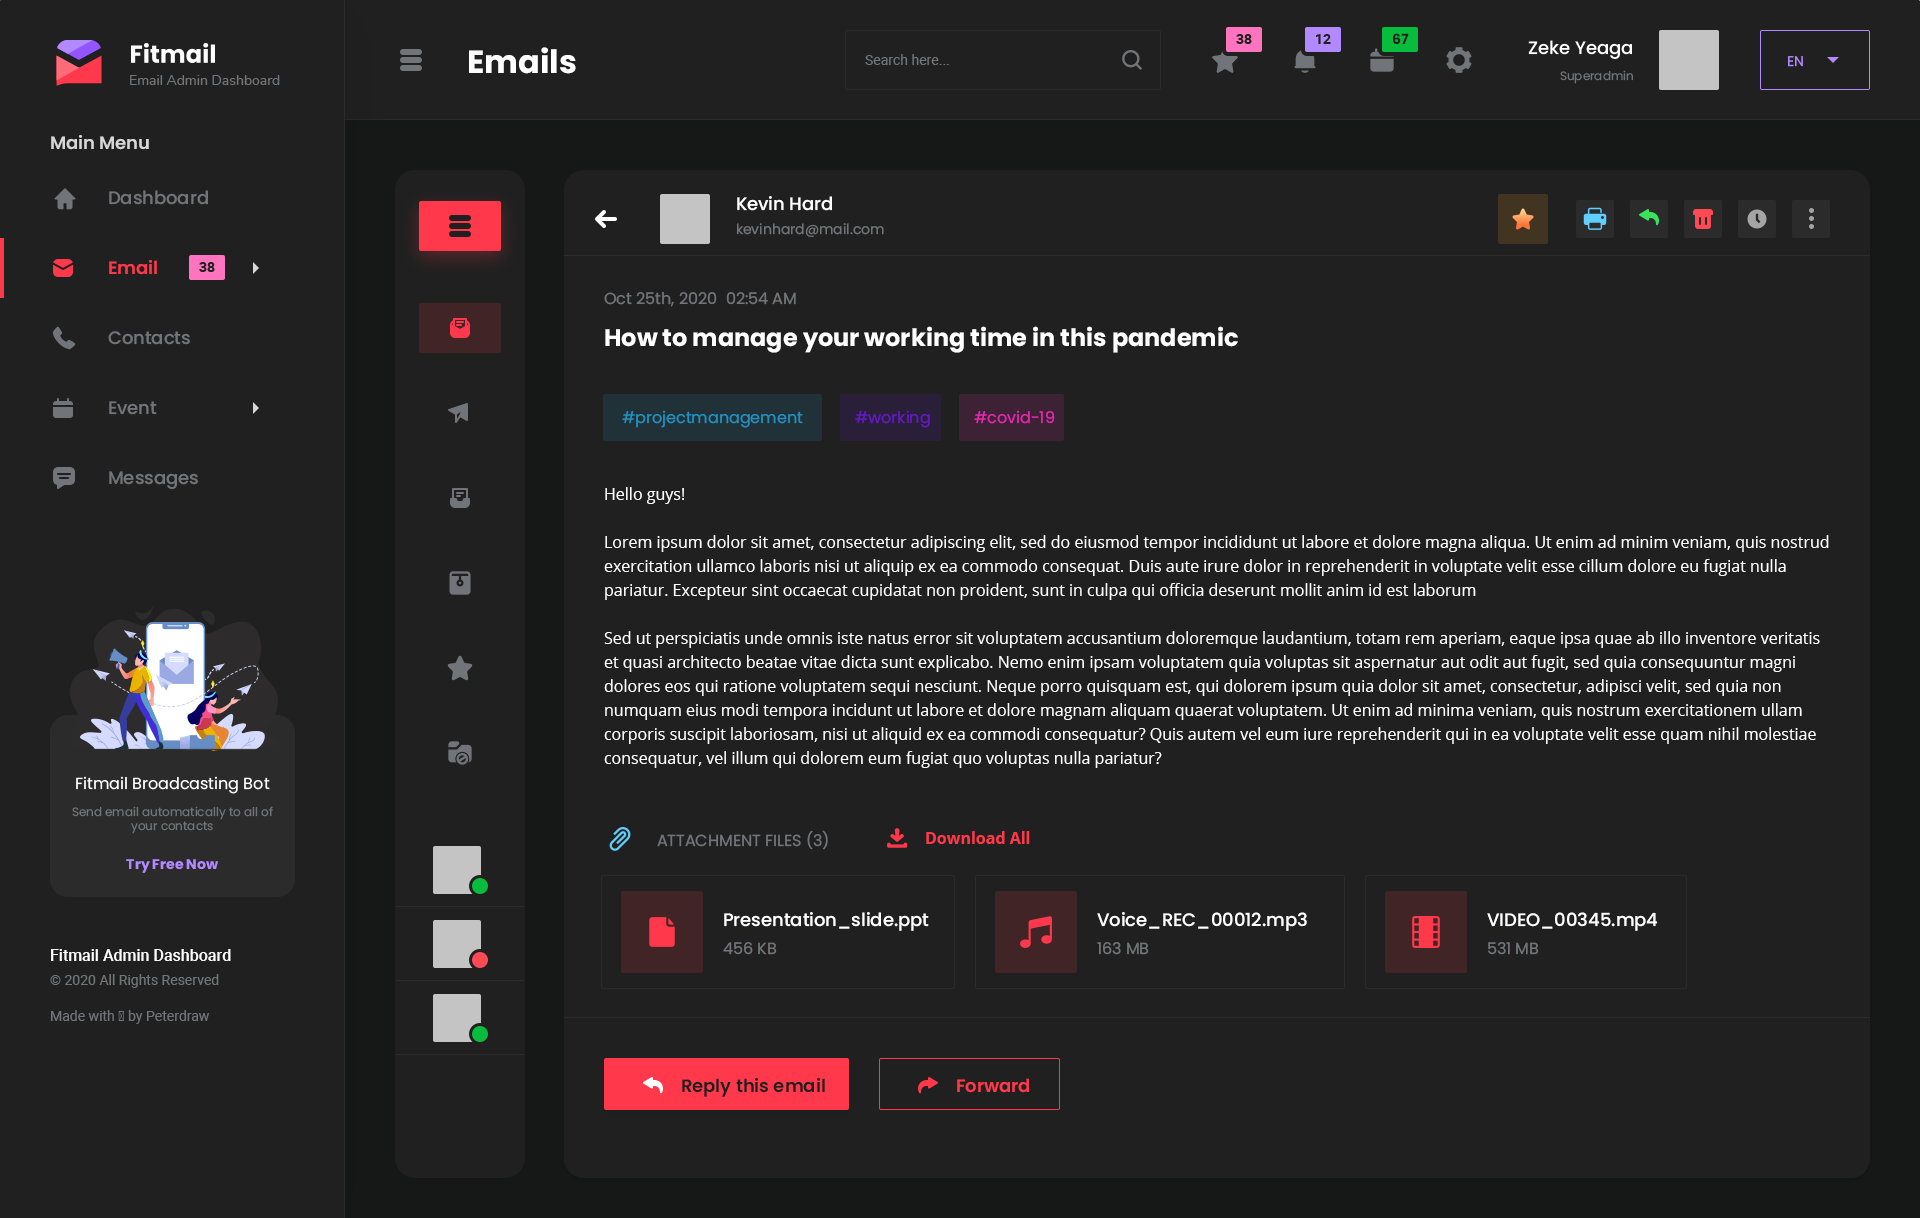 Fitmail
Email Admin Dashboard
Emails
Search here...
38
12
67
Zeke Yeaga
Superadmin
EN
Main Menu
Dashboard
Email
38
Contacts
Event
Messages
Fitmail Broadcasting Bot
Send email automatically to all of
your contacts
Try Free Now
Fitmail Admin Dashboard
© 2020 All Rights Reserved
Made with by Peterdraw
Kevin Hard
kevinhard@mail.com
Oct 25th, 2020 02:54 AM
How to manage your working time in this pandemic
#projectmanagement
#working
#covid-19
Hello guys!
Lorem ipsum dolor sit amet, consectetur adipiscing elit, sed do eiusmod tempor incididunt ut labore et dolore magna aliqua. Ut enim ad minim veniam, quis nostrud
exercitation ullamco laboris nisi ut aliquip ex ea commodo consequat. Duis aute irure dolor in reprehenderit in voluptate velit esse cillum dolore eu fugiat nulla
pariatur. Excepteur sint occaecat cupidatat non proident, sunt in culpa qui officia deserunt mollit anim id est laborum
Sed ut perspiciatis unde omnis iste natus error sit voluptatem accusantium doloremque laudantium, totam rem aperiam, eaque ipsa quae ab illo inventore veritatis
et quasi architecto beatae vitae dicta sunt explicabo. Nemo enim ipsam voluptatem quia voluptas sit aspernatur aut odit aut fugit, sed quia consequuntur magni
dolores eos qui ratione voluptatem sequi nesciunt. Neque porro quisquam est, qui dolorem ipsum quia dolor sit amet, consectetur, adipisci velit, sed quia non
numquam eius modi tempora incidunt ut labore et dolore magnam aliquam quaerat voluptatem. Ut enim ad minima veniam, quis nostrum exercitationem ullam
corporis suscipit laboriosam, nisi ut aliquid ex ea commodi consequatur? Quis autem vel eum iure reprehenderit qui in ea voluptate velit esse quam nihil molestiae
consequatur, vel illum qui dolorem eum fugiat quo voluptas nulla pariatur?
ATTACHMENT FILES (3)
Download All
Presentation_slide.ppt
456 KB
Voice_REC_00012.mp3
163 MB
VIDEO_00345.mp4
531 MB
Reply this email
Forward